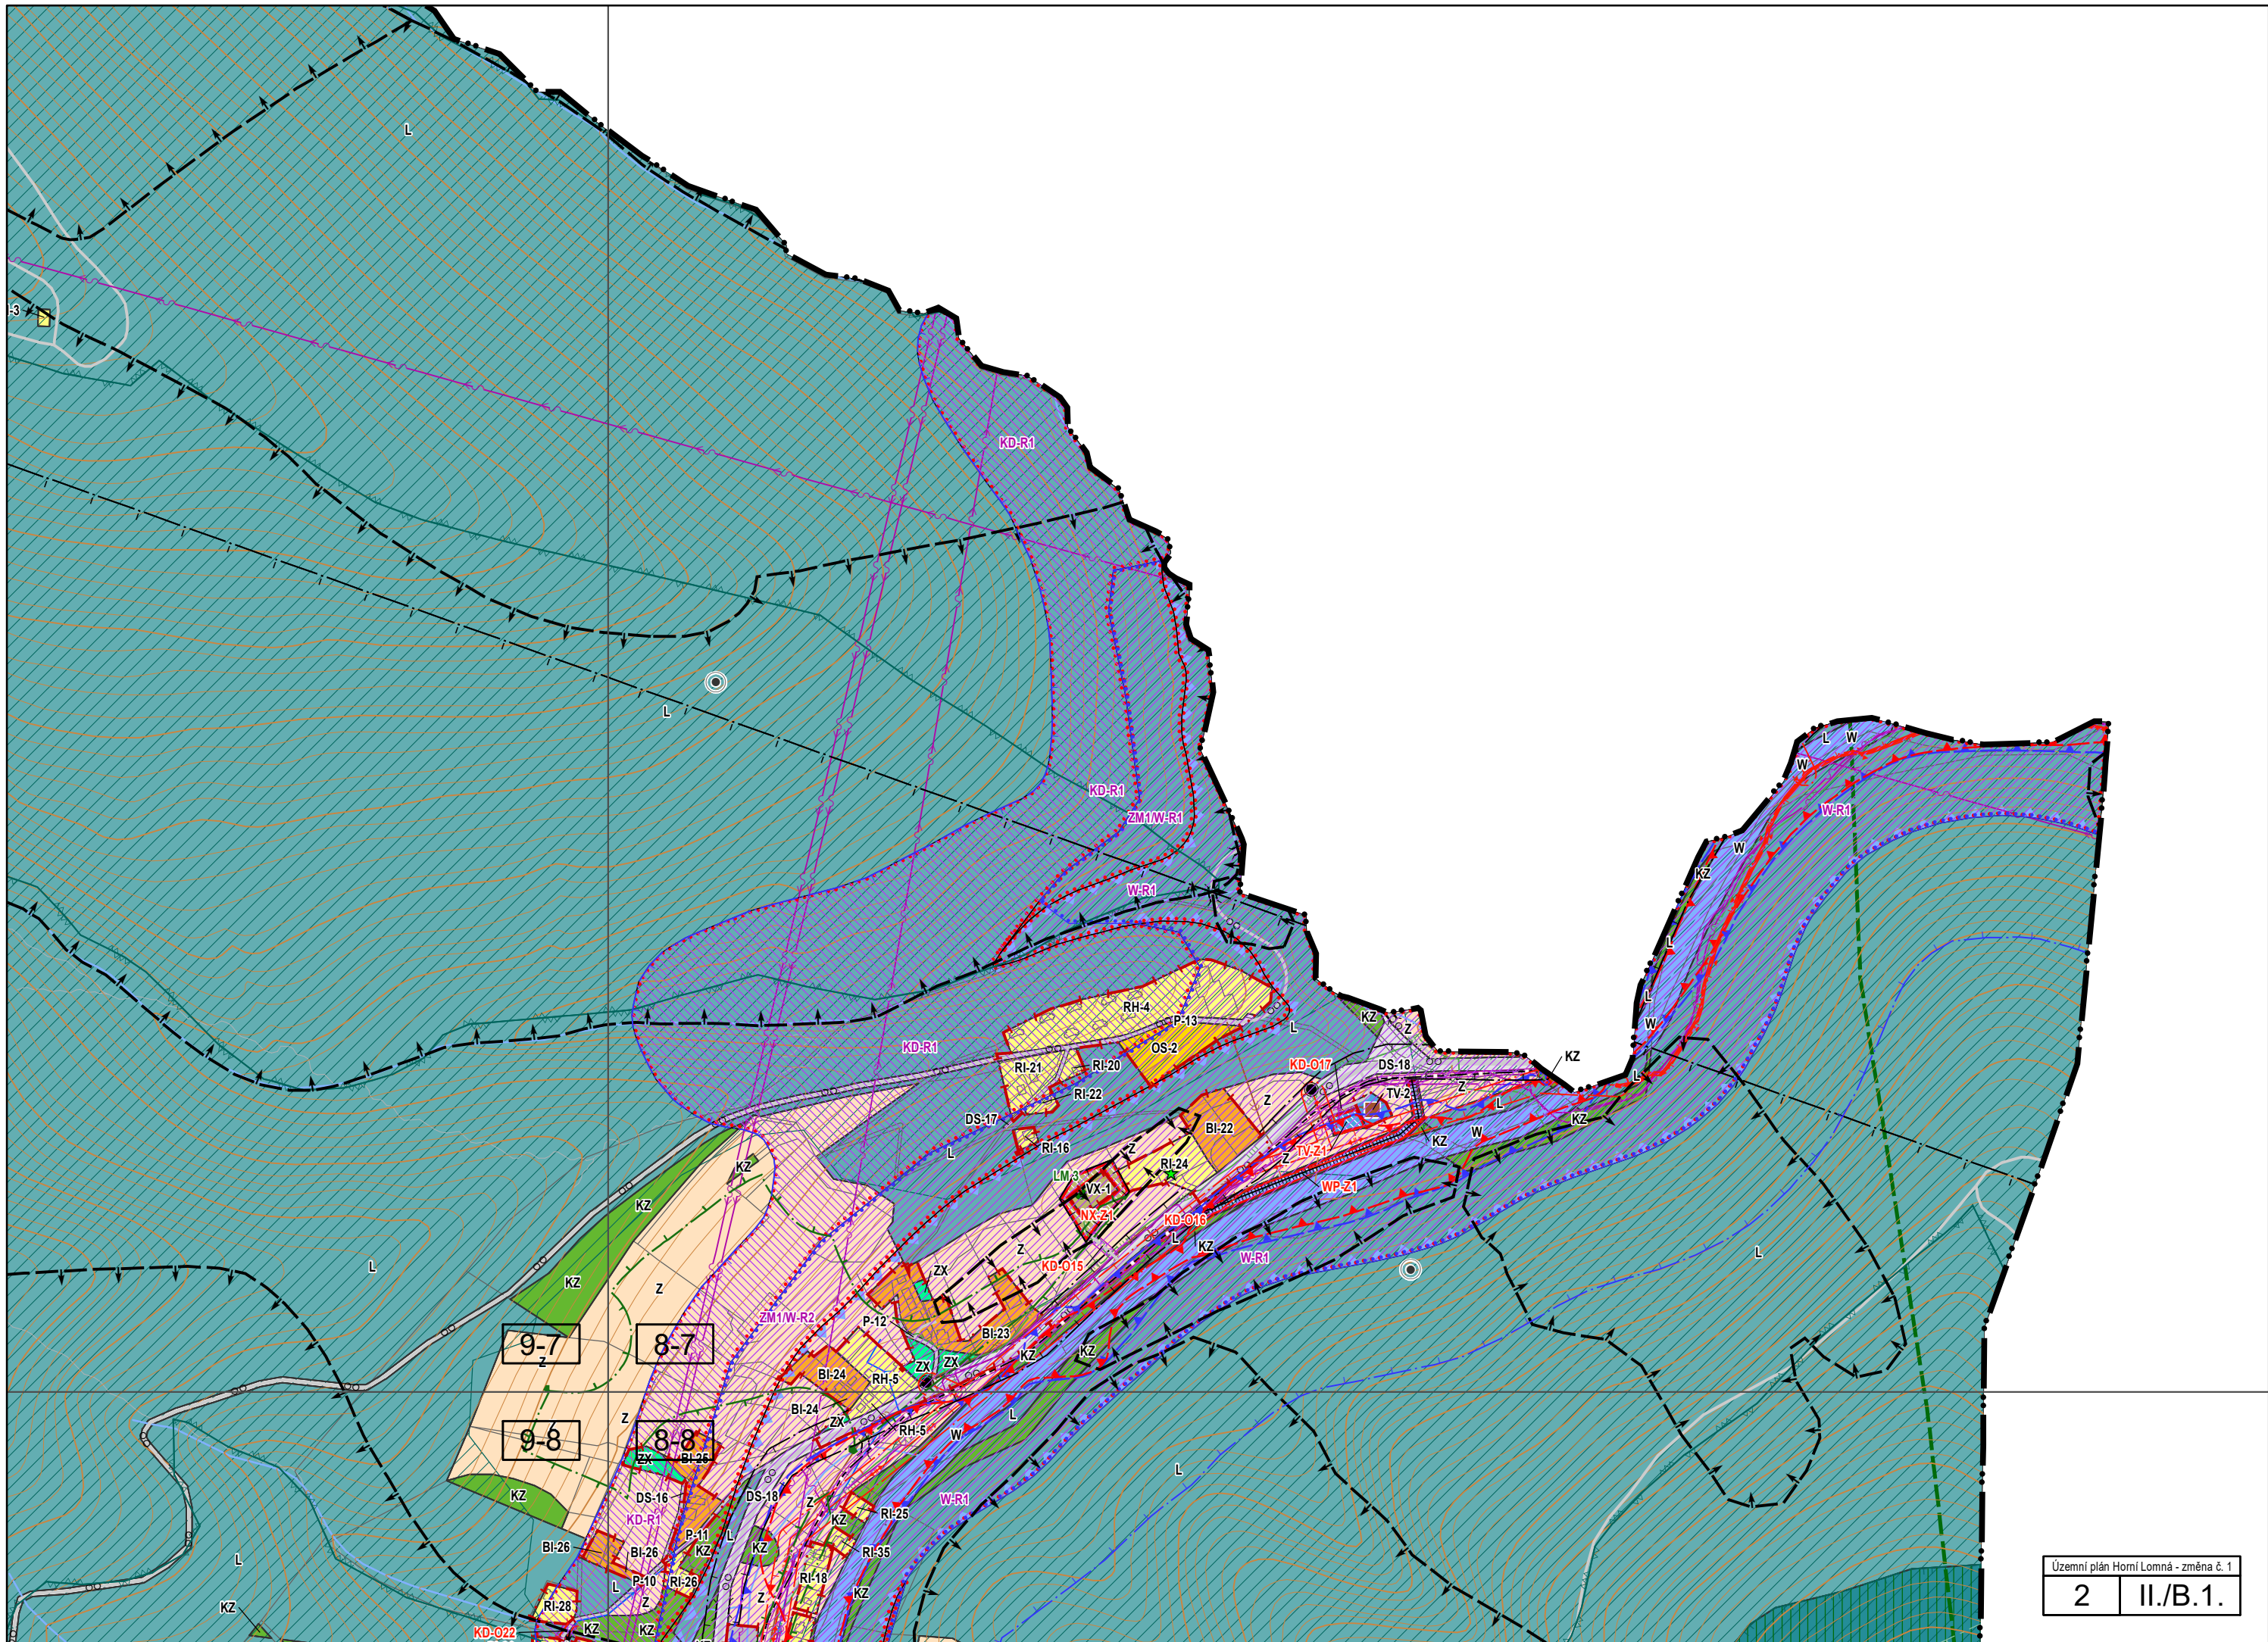 L
-3
KD-R1
L
L
W
W
W-R1
KD-R1
ZM1/W-R1
W
KZ
W-R1
L
L
W
RH-4
P-13
L
KZ
Z
OS-2
KD-R1
RI-21
RI-20
KD-O17
DS-18
KZ
L
RI-22
TV-2
Z
L
DS-17
Z
KZ
BI-22
W
KZ
RI-16
Z
TV-Z1
L
KZ
RI-24
Z
LM 3
VX-1
WP-Z1
KZ
NX-Z1
KD-O16
L
KZ
Z
W-R1
L
L
KD-O15
ZX
KZ
Z
ZM1/W-R2
P-12
BI-23
9-7
8-7
Z
KZ
KZ
ZX
ZX
BI-24
RH-5
BI-24
Z
ZX
L
RH-5
W
9-8
8-8
ZX
BI-25
L
KZ
DS-16
DS-18
Z
W-R1
RI-25
KD-R1
KZ
P-11
L
BI-26
BI-26
KZ
KZ
RI-35
L
P-10
RI-26
RI-18
L
Z
Z
KZ
RI-28
KZ
KZ
KZ
KD-O22
Územní plán Horní Lomná - změna č. 1
2
II./B.1.